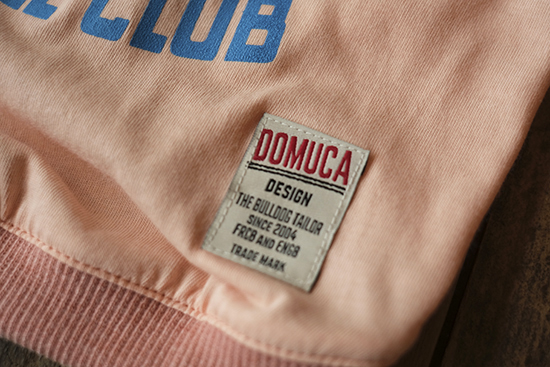 CLUB
DOMUCA
DESIGN
THE BULLDOG TAILOR
SINCE 2004
FRCB AND ENGB
TRADE MARK